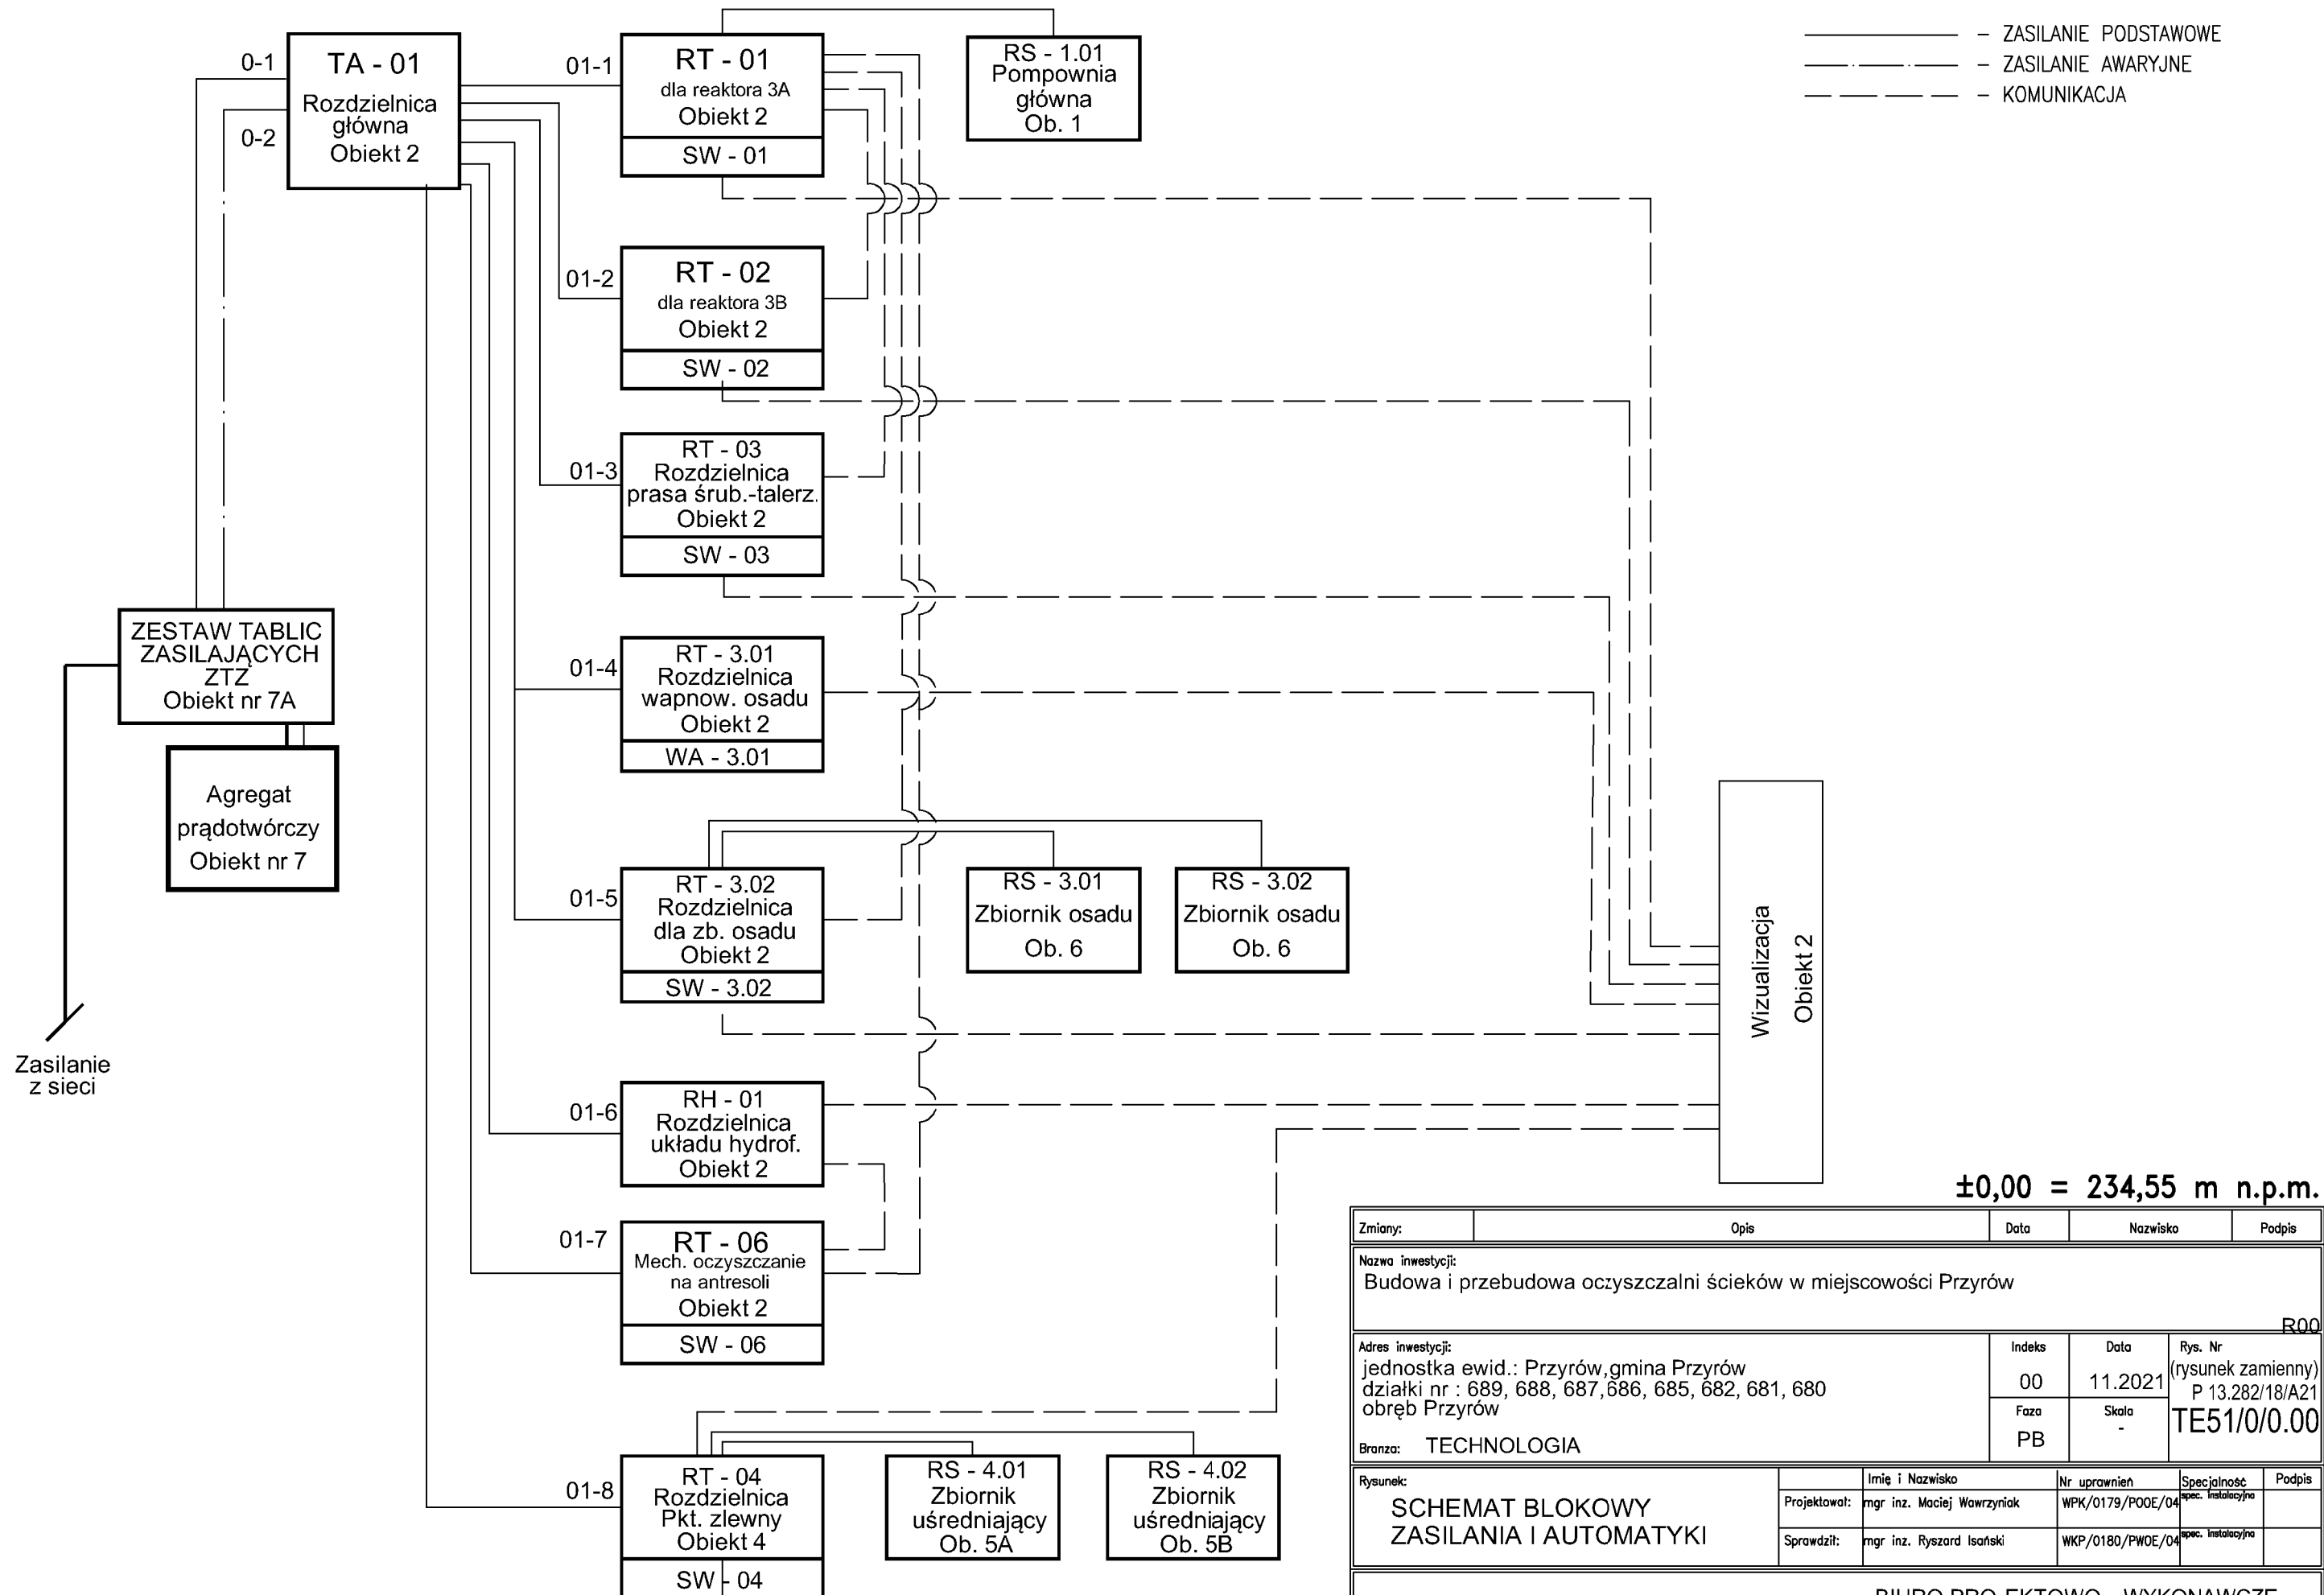 ZASILANIE PODSTAWOWE
ZASILANIE AWARYJNE
KOMUNIKACJA
0-1
0-2
TA - 01
Rozdzielnica
główna
Obiekt 2
01-1
RT - 01
dla reaktora 3A
Obiekt 2
SW - 01
RS - 1.01
Pompownia
główna
Ob. 1
01-2
RT - 02
dla reaktora 3B
Obiekt 2
SW - 02
01-3
RT - 03
Rozdzielnica
prasa śrub.-talerz.
Obiekt 2
SW - 03
ZESTAW TABLIC
ZASILAJĄCYCH
ZTZ
Obiekt nr 7A
Agregat
prądotwórczy
Obiekt nr 7
Zasilanie
z sieci
01-4
RT - 3.01
Rozdzielnica
wapnow. osadu
Obiekt 2
WA - 3.01
01-5
RT - 3.02
Rozdzielnica
dla zb. osadu
Obiekt 2
SW - 3.02
RS - 3.01
Zbiornik osadu
Ob. 6
RS - 3.02
Zbiornik osadu
Ob. 6
Wizualizacja
Obiekt 2
01-6
RH - 01
Rozdzielnica
układu hydrof.
Obiekt 2
01-7
RT - 06
Mech. oczyszczanie
na antresoli
Obiekt 2
SW - 06
01-8
RT - 04
Rozdzielnica
Pkt. zlewny
Obiekt 4
SW - 04
RS - 4.01
Zbiornik
uśredniający
Ob. 5A
RS - 4.02
Zbiornik
uśredniający
Ob. 5B
±0,00 = 234,55 m n.p.m.
Zmiany: Opis Data Nazwisko Podpis
Nazwa inwestycji:
Budowa i przebudowa oczyszczalni ścieków w miejscowości Przyrów
R00
Adres inwestycji:
jednostka ewid.: Przyrów,gmina Przyrów
działki nr : 689, 688, 687,686, 685, 682, 681, 680
obręb Przyrów
Branża: TECHNOLOGIA
Indeks Data Rys. Nr
00 11.2021 (rysunek zamienny)
P 13.282/18/A21
Faza Skala TE51/0/0.00
PB -
Rysunek:
SCHEMAT BLOKOWY
ZASILANIA I AUTOMATYKI
Imię i Nazwisko Nr uprawnień Specjalność Podpis
Projektował: mgr inz. Maciej Wawrzyniak WPK/0179/POOE/04 spec. instalacyjna
Sprawdził: mgr inz. Ryszard Isański WKP/0180/PWOE/04 spec. instalacyjna